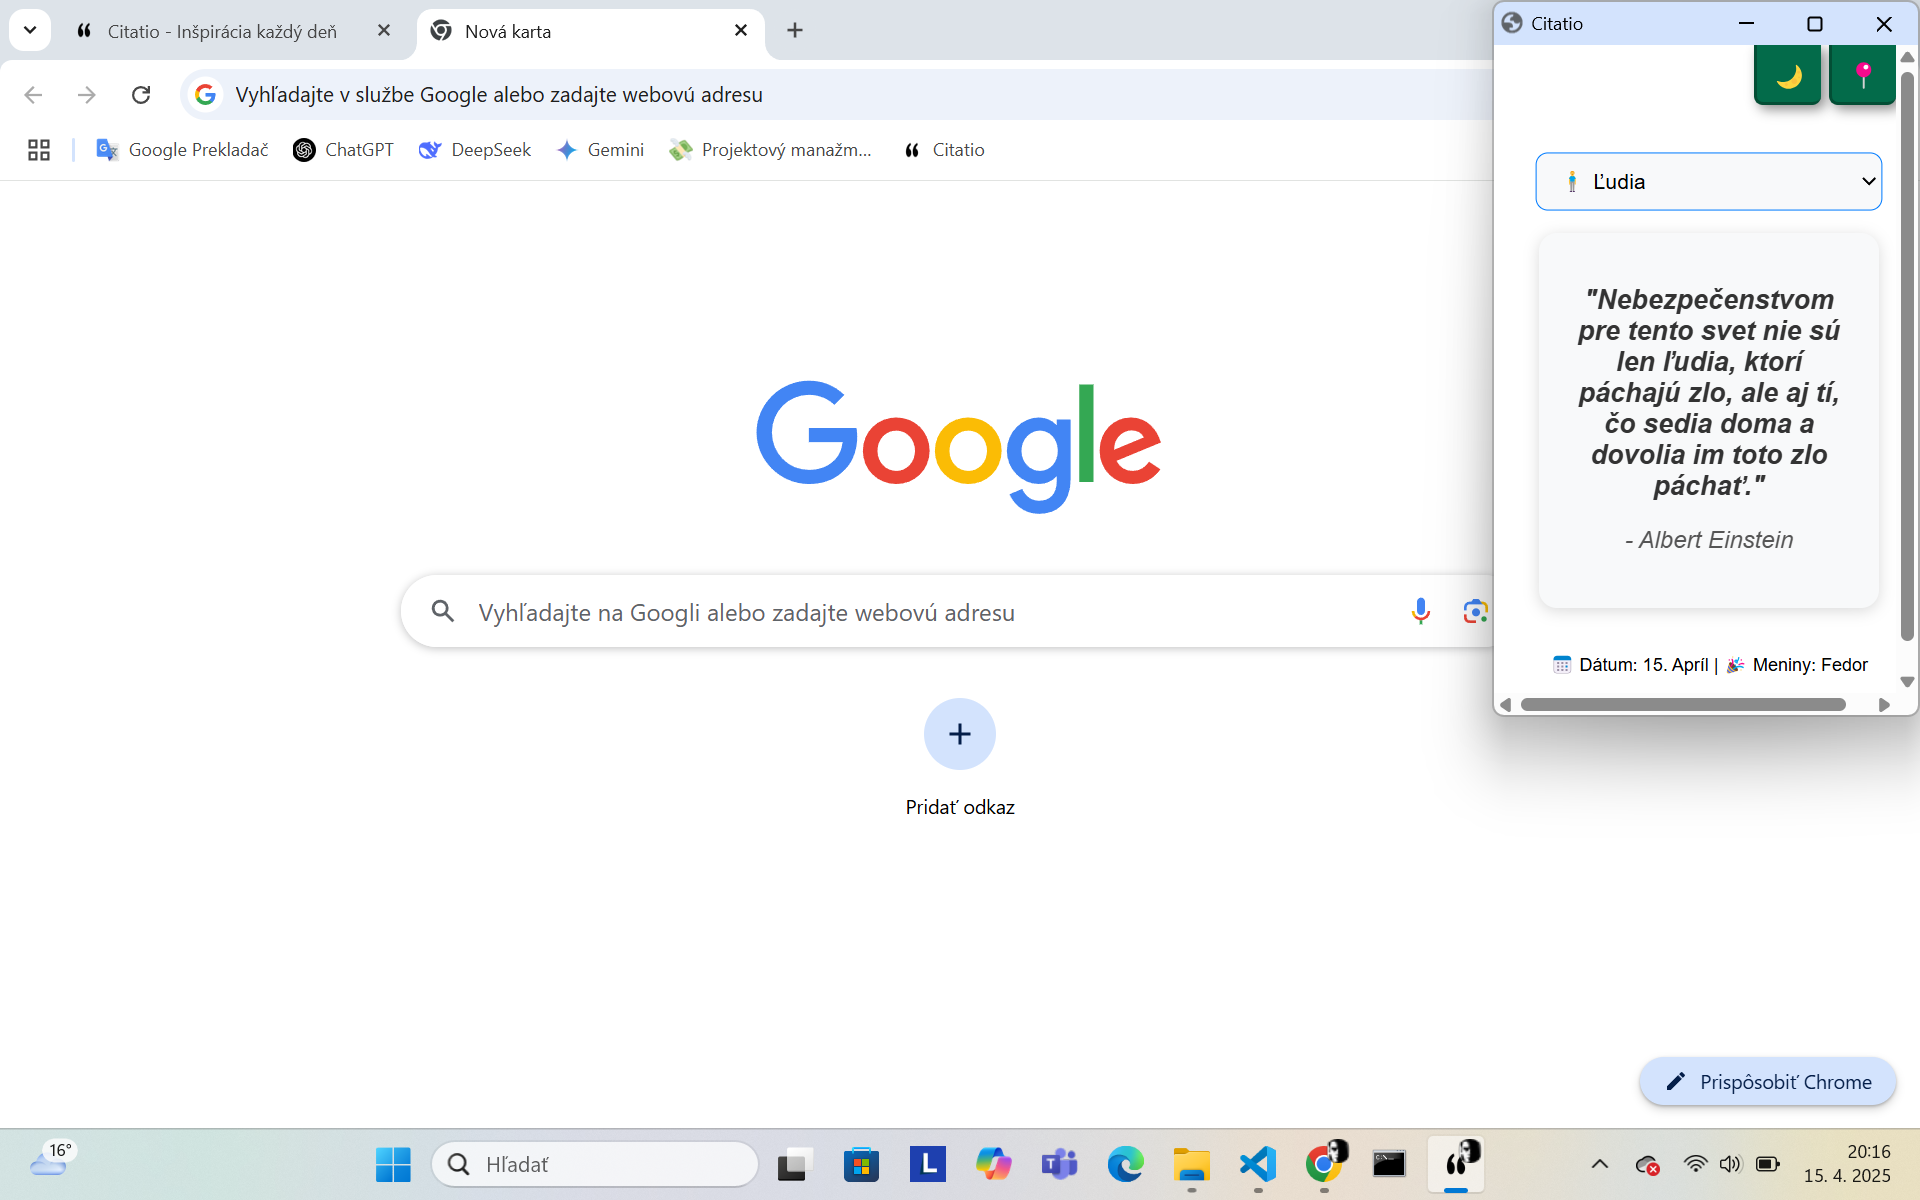 Citatio - Inšpirácia každý deň
Nová karta
Citatio
Vyhľadajte v službe Google alebo zadajte webovú adresu
Google Prekladač
ChatGPT
DeepSeek
Gemini
Projektový manažm...
Citatio
Ľudia
"Nebezpečenstvom
pre tento svet nie sú
len ľudia, ktorí
páchajú zlo, ale aj tí,
čo sedia doma a
dovolia im toto zlo
páchať."
- Albert Einstein
Dátum: 15. Apríl | Meniny: Fedor
Google
Vyhľadajte na Googli alebo zadajte webovú adresu
Pridať odkaz
Prispôsobiť Chrome
16°
Hľadať
L
20:16
15. 4. 2025